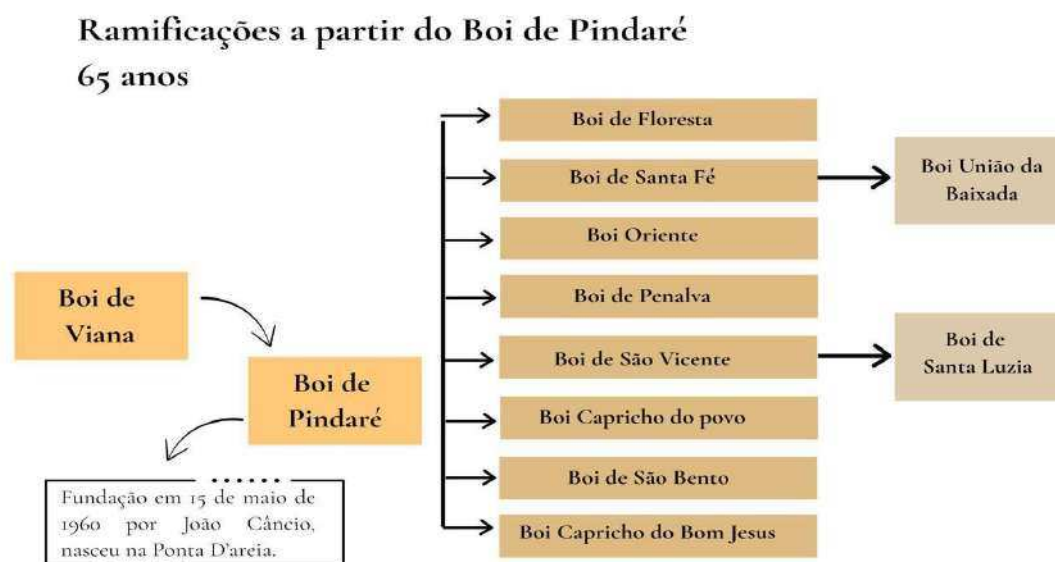 Ramificações a partir do Boi de Pindaré
65 anos
Boi de
Viana
Boi de
Pindaré
Fundação em 15 de maio de
1960 por João Câncio,
nasceu na Ponta D'areia.
Boi de Floresta
Boi de Santa Fé
Boi Oriente
Boi de Penalva
Boi de São Vicente
Boi Capricho do povo
Boi de São Bento
Boi Capricho do Bom Jesus
Boi União da
Baixada
Boi de
Santa Luzia